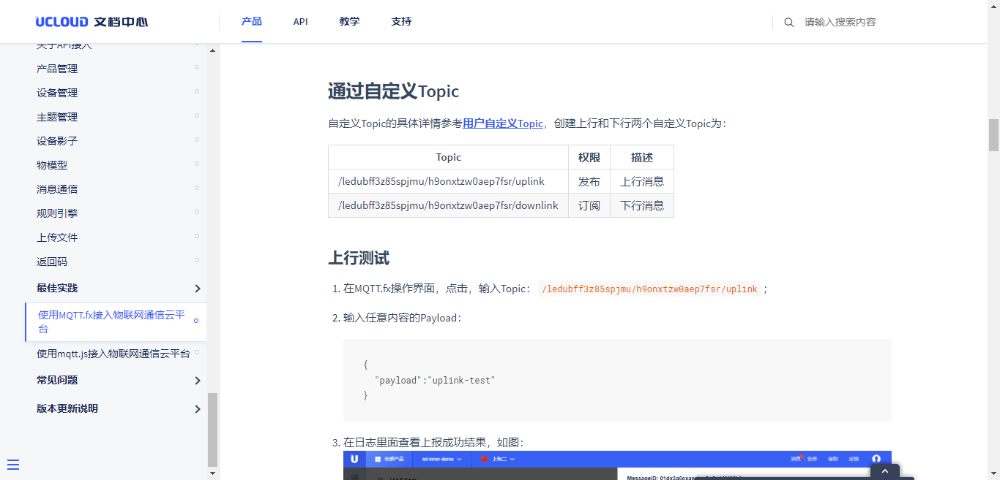 UCLOUD 文档中心
产品
API
教学
支持
请输入搜索内容
关于API接入
产品管理
设备管理
主题管理
设备影子
物模型
消息通信
规则引擎
上传文件
返回码
最佳实践
使用MQTT.fx接入物联网通信云平
台
使用mqtt.js接入物联网通信云平台
常见问题
版本更新说明
通过自定义Topic
自定义Topic的具体详情参考用户自定义Topic，创建上行和下行两个自定义Topic为：
Topic 权限 描述
/ledubff3z85spjmu/h9onxtzw0aep7fsr/uplink 发布 上行消息
/ledubff3z85spjmu/h9onxtzw0aep7fsr/downlink 订阅 下行消息
上行测试
1. 在MQTT.fx操作界面，点击，输入Topic： /ledubff3z85spjmu/h9onxtzw0aep7fsr/uplink ；
2. 输入任意内容的Payload：
{
"payload":"uplink-test"
}
3. 在日志里面查看上报成功结果，如图：
U 全部产品 iot-inner-demo 上海二 消息 告警 帮助 反馈